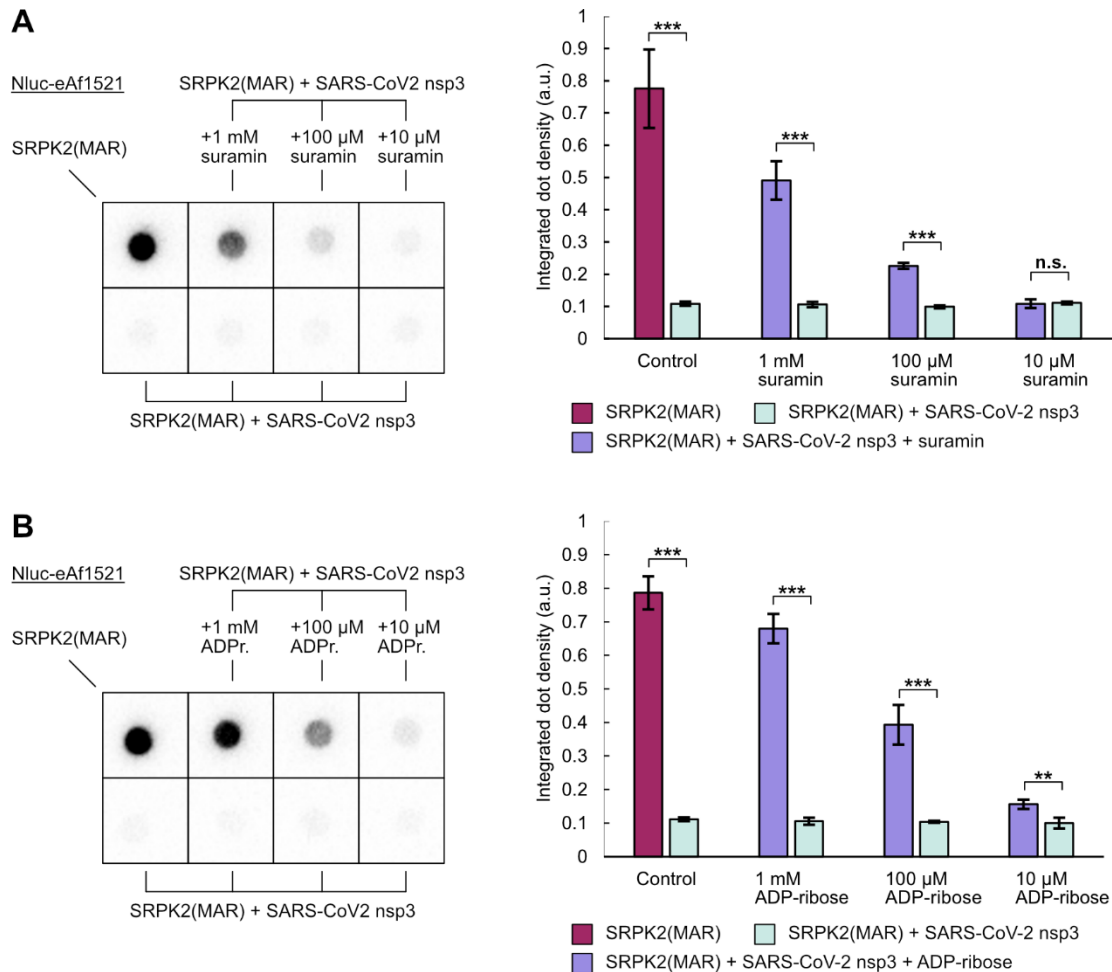 A
Nluc-eAf1521
SRPK2(MAR) + SARS-CoV2 nsp3
SRPK2(MAR)
+1 mM +100 µM +10 µM
suramin suramin suramin
SRPK2(MAR) + SARS-CoV2 nsp3
Integrated dot density (a.u.)
1
0.9
0.8
0.7
0.6
0.5
0.4
0.3
0.2
0.1
0
***
***
***
n.s.
Control
1 mM
suramin
100 µM
suramin
10 µM
suramin
SRPK2(MAR)
SRPK2(MAR) + SARS-CoV-2 nsp3
SRPK2(MAR) + SARS-CoV-2 nsp3 + suramin
B
Nluc-eAf1521
SRPK2(MAR) + SARS-CoV2 nsp3
SRPK2(MAR)
+1 mM +100 µM +10 µM
ADPr. ADPr. ADPr.
SRPK2(MAR) + SARS-CoV2 nsp3
Integrated dot density (a.u.)
1
0.9
0.8
0.7
0.6
0.5
0.4
0.3
0.2
0.1
0
***
***
***
**
Control
1 mM
ADP-ribose
100 µM
ADP-ribose
10 µM
ADP-ribose
SRPK2(MAR)
SRPK2(MAR) + SARS-CoV-2 nsp3
SRPK2(MAR) + SARS-CoV-2 nsp3 + ADP-ribose